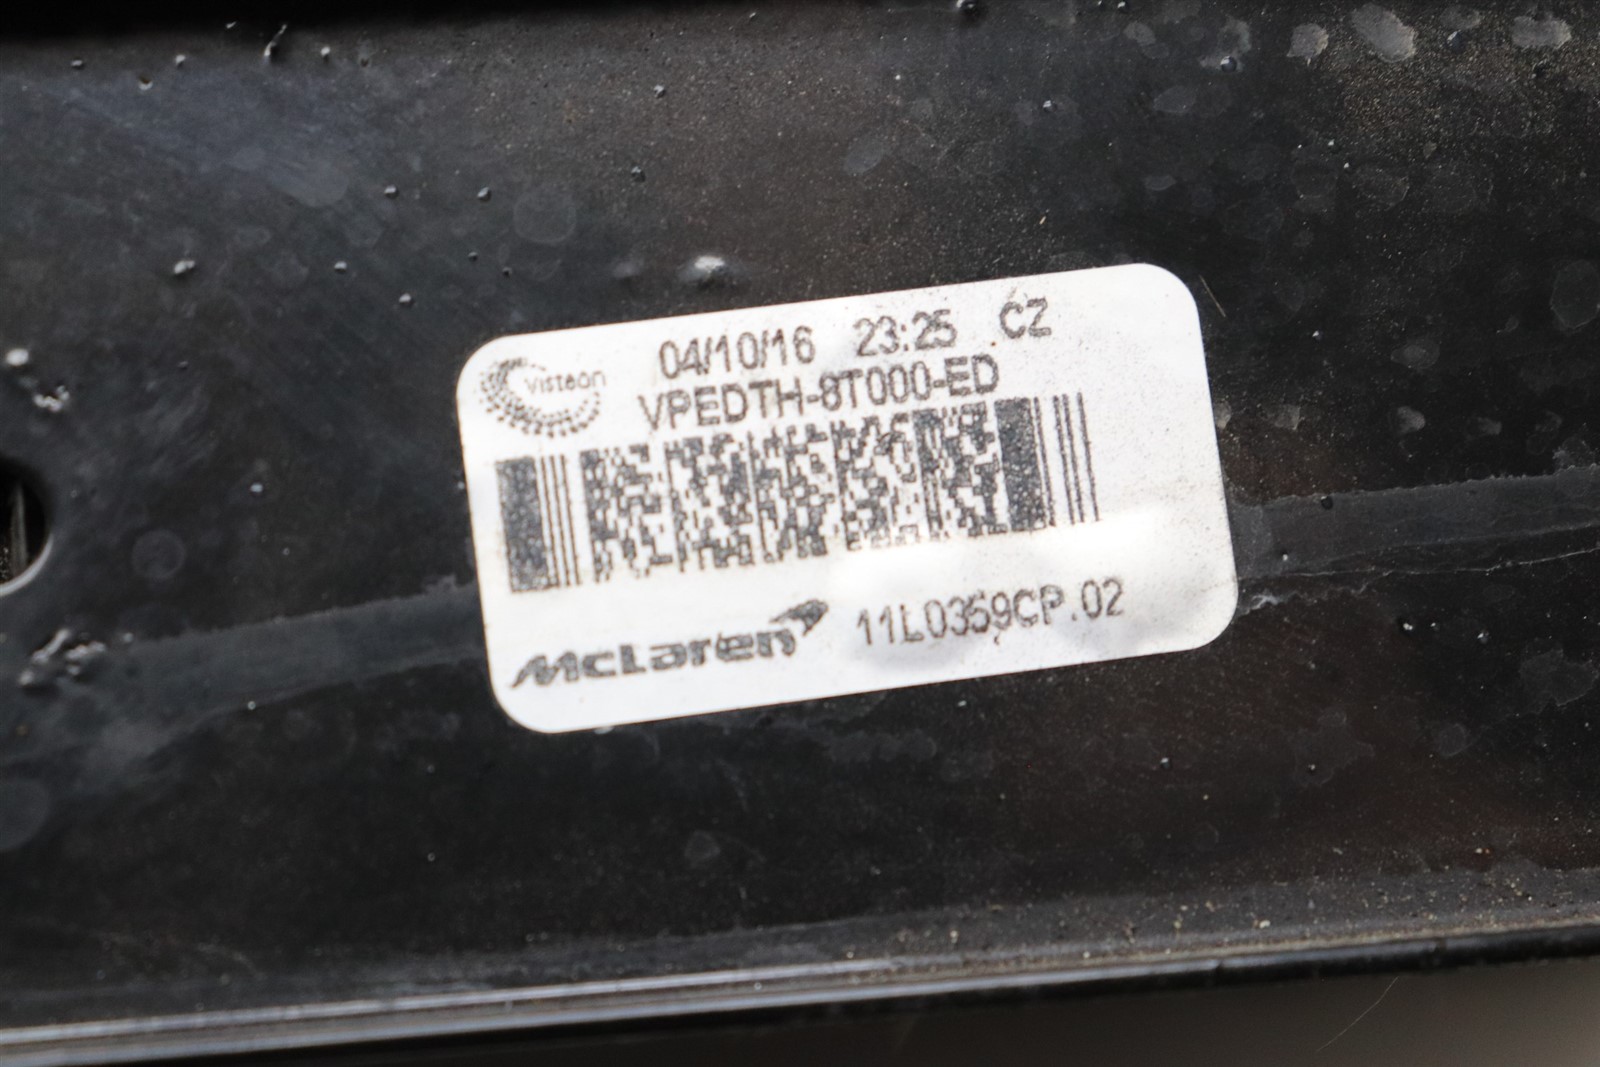 04/10/16 23:25 CZ
Visteon
VPEDTH-8T000-ED
McLaren 11L0359CP.02